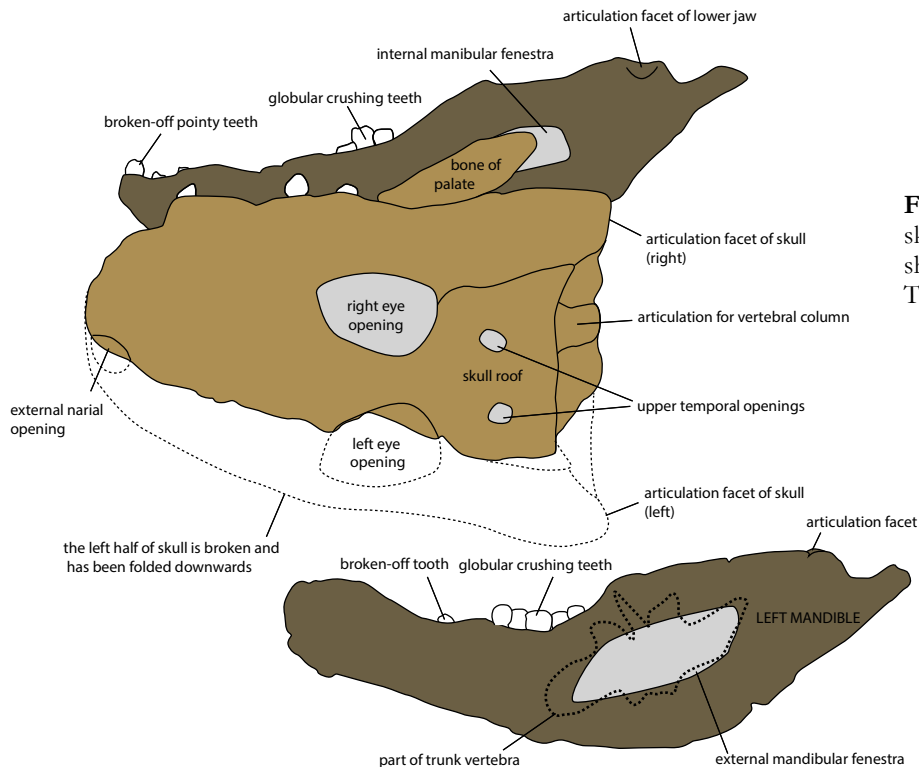 articulation facet of lower jaw
internal manibular fenestra
globular crushing teeth
broken-off pointy teeth
bone of
palate
F
sk
sh
T
articulation facet of skull
(right)
right eye
opening
articulation for vertebral column
skull roof
external narial
opening
upper temporal openings
left eye
opening
articulation facet of skull
(left)
articulation facet
the left half of skull is broken and
has been folded downwards
broken-off tooth
globular crushing teeth
LEFT MANDIBLE
part of trunk vertebra
external mandibular fenestra